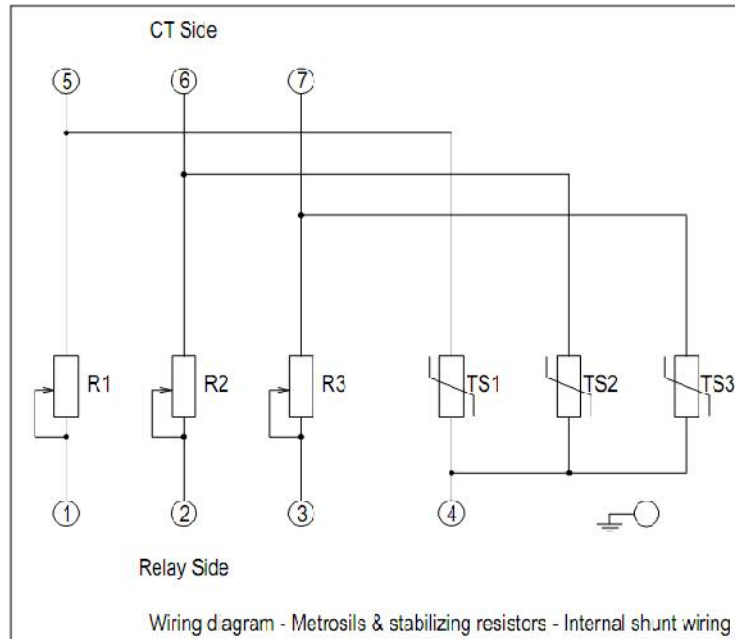 CT Side
5 6 7
R1 R2 R3 TS1 TS2 TS3
1 2 3 4
Relay Side
Wiring diagram - Metrosils & stabilizing resistors - Internal shunt wiring